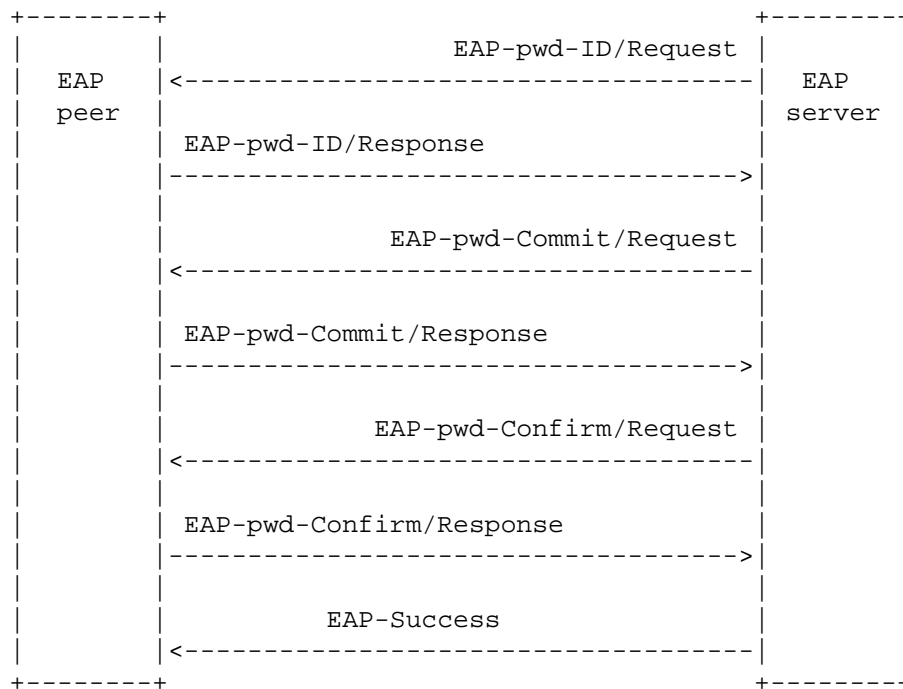 EAP-pwd-ID/Request
EAP EAP
peer server
EAP-pwd-ID/Response
EAP-pwd-Commit/Request
EAP-pwd-Commit/Response
EAP-pwd-Confirm/Request
EAP-pwd-Confirm/Response
EAP-Success